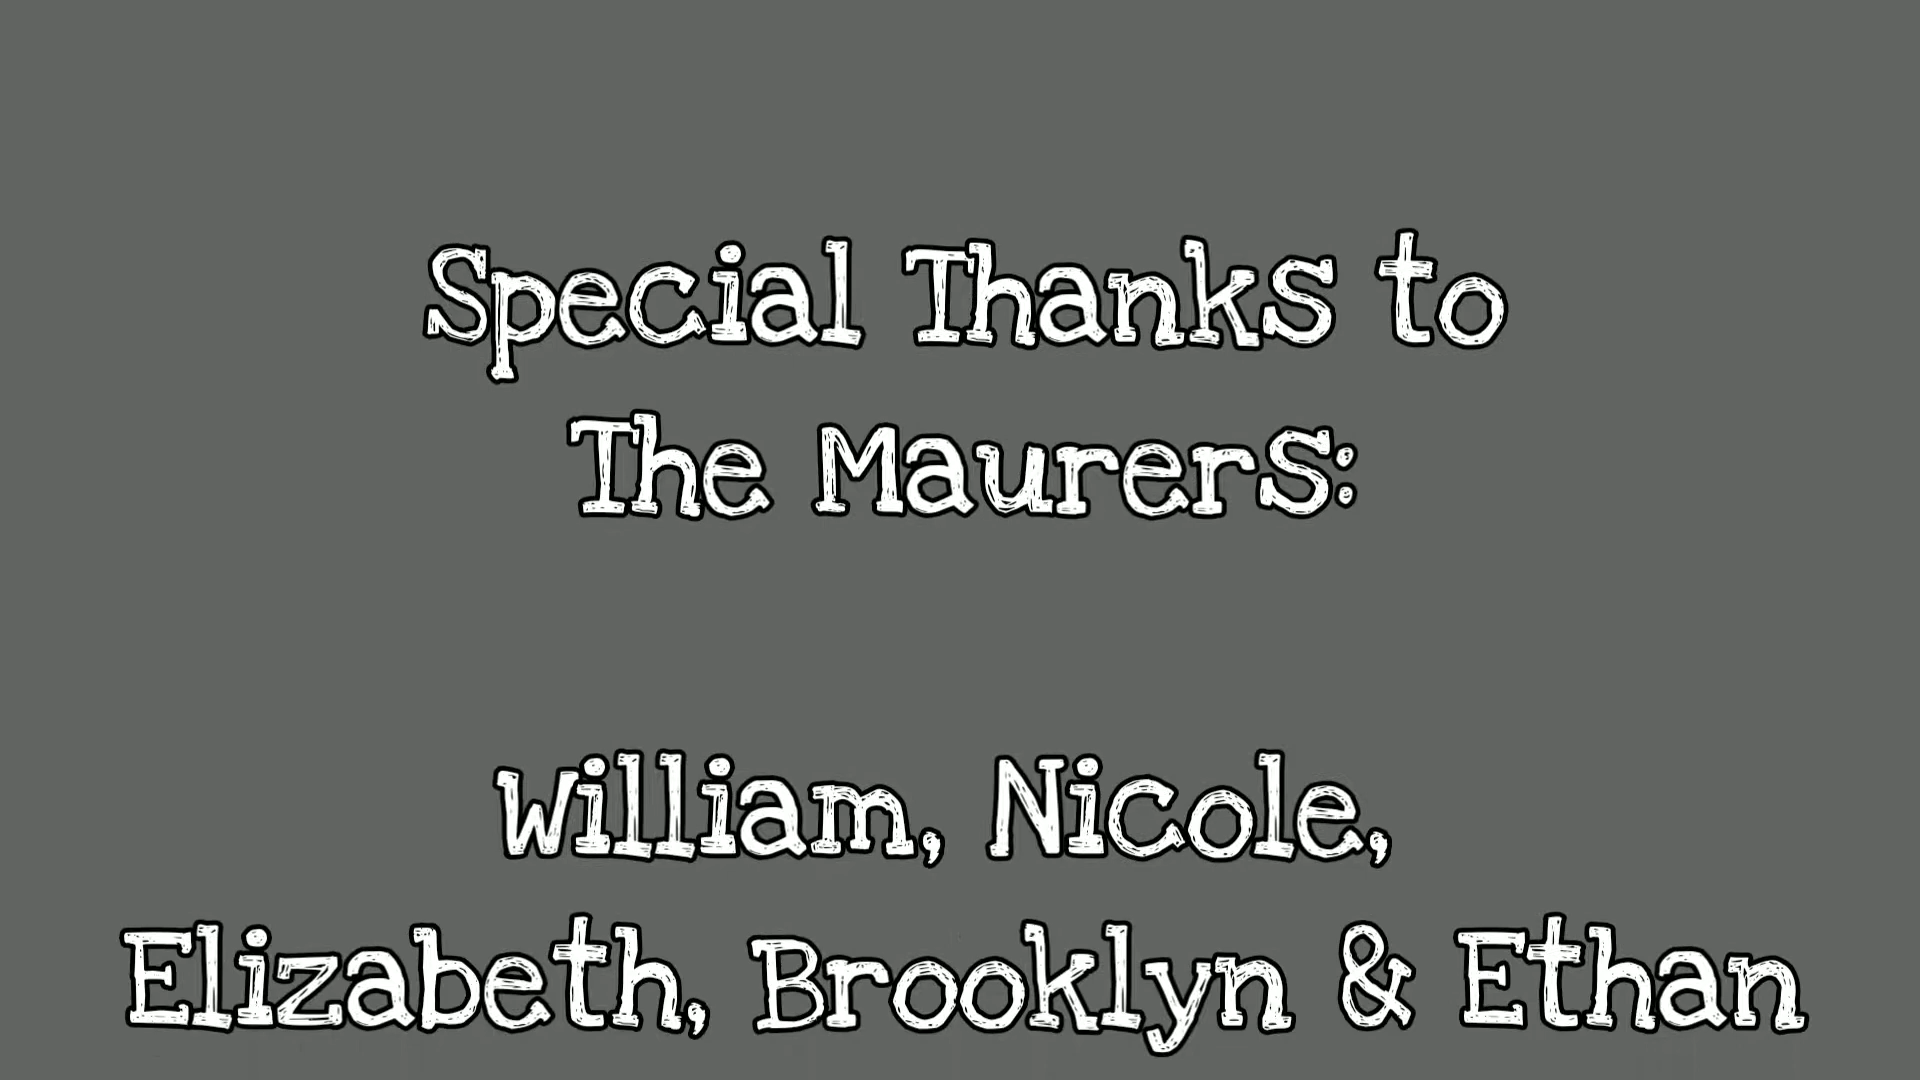 Special Thanks to
The Maurers:
William, Nicole,
Elizabeth, Brooklyn & Ethan